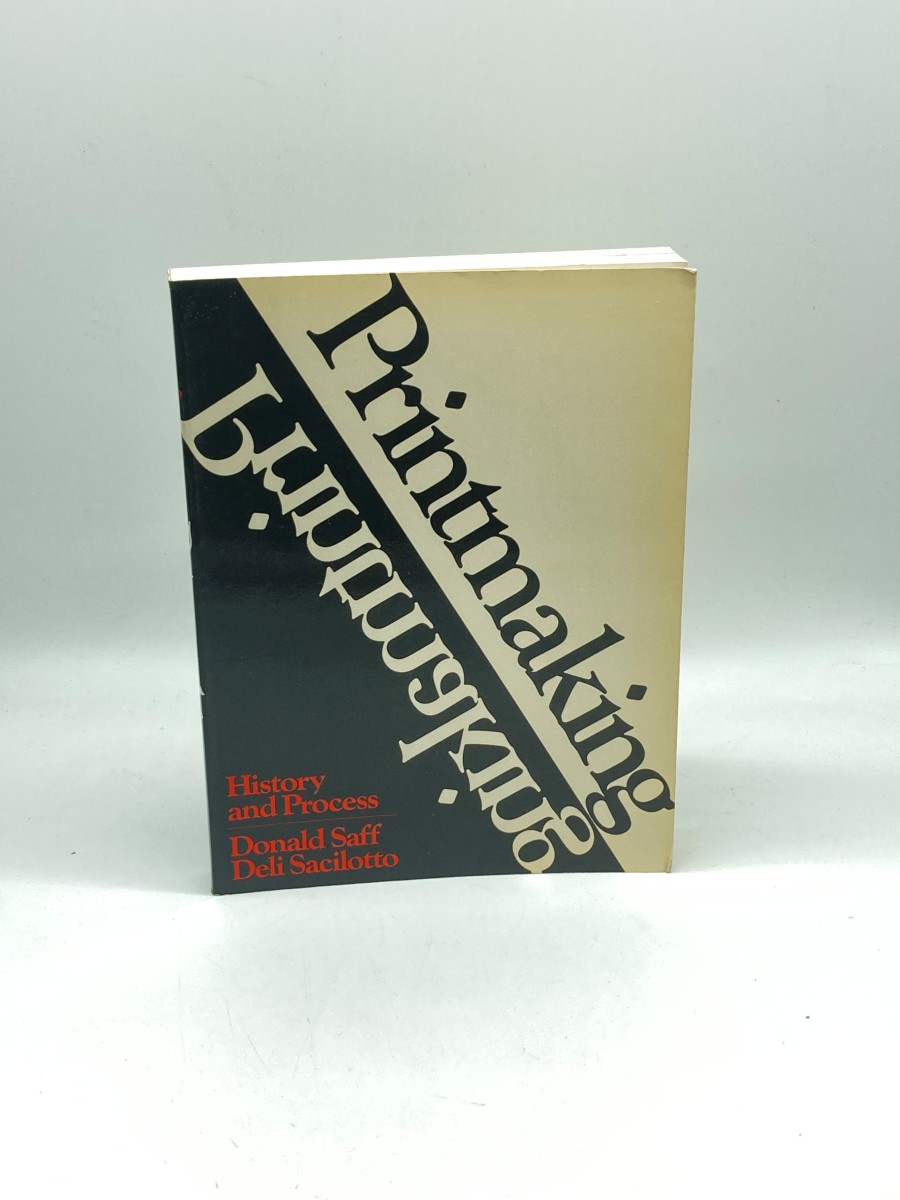 Printmaking
Printmaking
History
and Process
Donald Saff
Deli Sacilotto